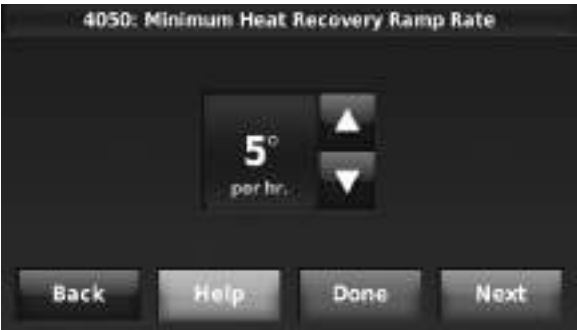 4050: Minimum Heat Recovery Ramp Rate
5°
per hr.
Back Help Done Next